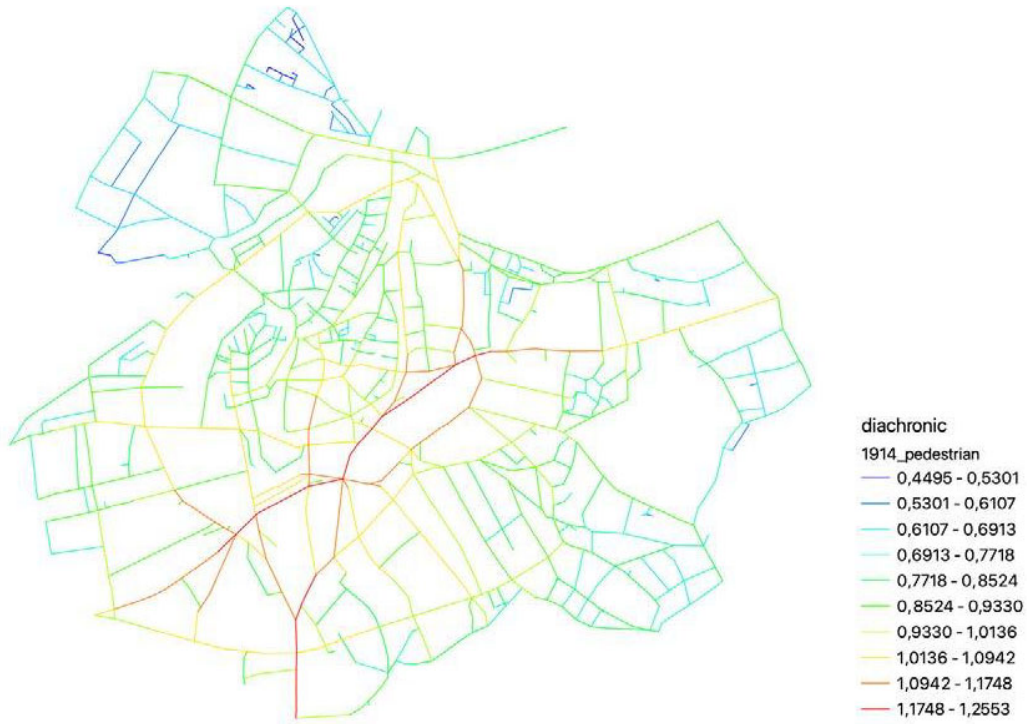 diachronic
1914_pedestrian
0,4495 - 0,5301
0,5301 - 0,6107
0,6107 - 0,6913
0,6913 - 0,7718
0,7718 - 0,8524
0,8524 - 0,9330
0,9330 - 1,0136
1,0136 - 1,0942
1,0942 - 1,1748
1,1748 - 1,2553